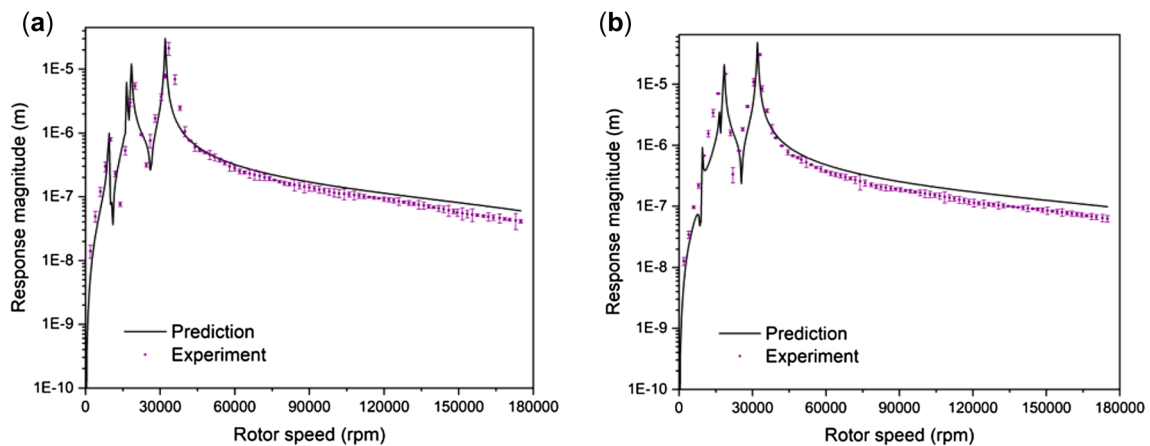 (a)
Response magnitude (m)
1E-5
1E-6
1E-7
1E-8
1E-9
1E-10
Prediction
Experiment
0 30000 60000 90000 120000 150000 180000
Rotor speed (rpm)
(b)
Response magnitude (m)
1E-5
1E-6
1E-7
1E-8
1E-9
1E-10
Prediction
Experiment
0 30000 60000 90000 120000 150000 180000
Rotor speed (rpm)